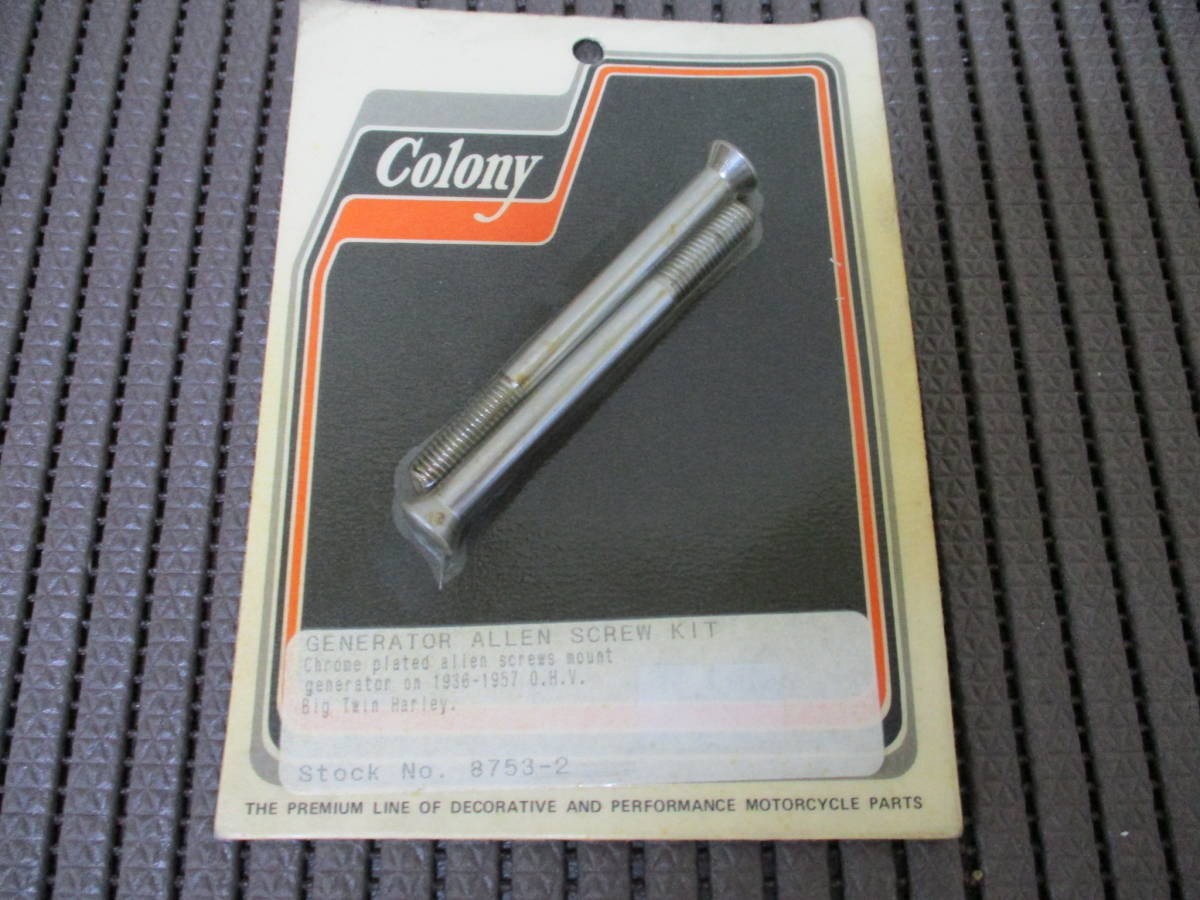 Colony
GENERATOR ALLEN SCREW KIT
Chrome plated allen screws mount
generator on 1936-1957 O.H.V.
Big Twin Harley.
Stock No. 8753-2
THE PREMIUM LINE OF DECORATIVE AND PERFORMANCE MOTORCYCLE PARTS